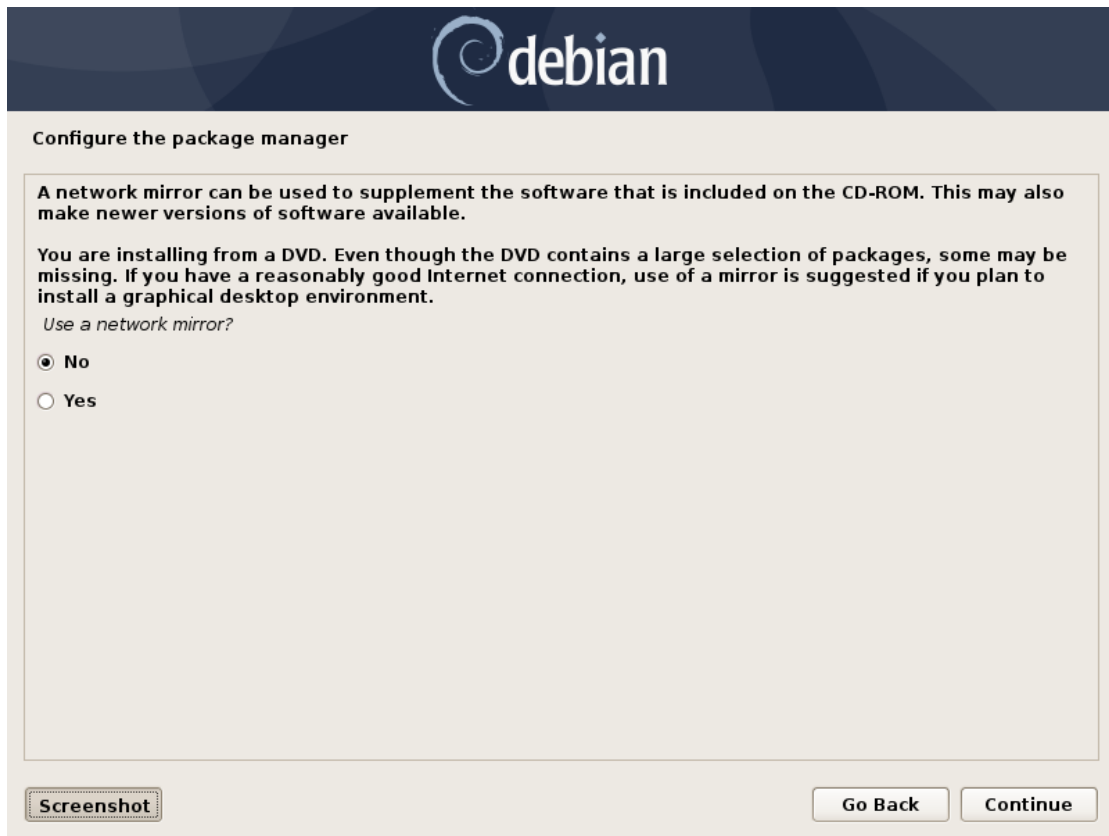 debian
Configure the package manager
A network mirror can be used to supplement the software that is included on the CD-ROM. This may also
make newer versions of software available.
You are installing from a DVD. Even though the DVD contains a large selection of packages, some may be
missing. If you have a reasonably good Internet connection, use of a mirror is suggested if you plan to
install a graphical desktop environment.
Use a network mirror?
No
Yes
Screenshot
Go Back
Continue